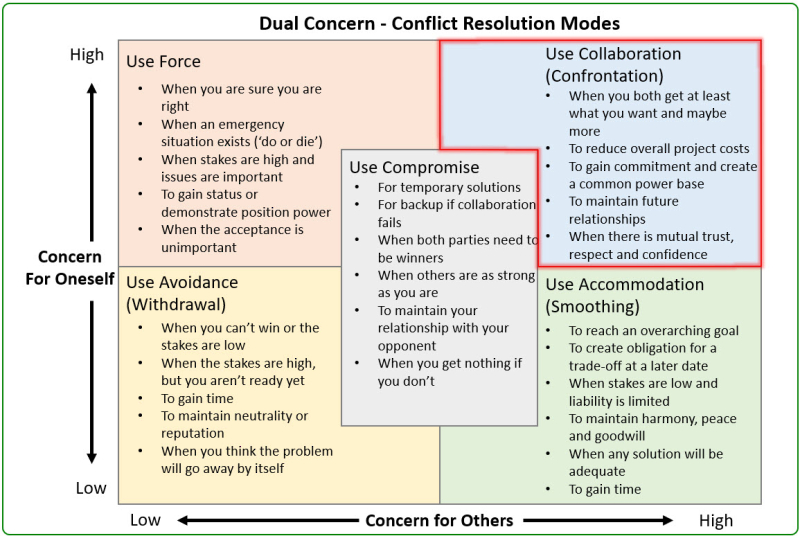 Dual Concern - Conflict Resolution Modes
High
Concern
For Oneself
Low
Use Force
• When you are sure you are
right
• When an emergency
situation exists (‘do or die’)
• When stakes are high and
issues are important
• To gain status or
demonstrate position power
• When the acceptance is
unimportant
Use Collaboration
(Confrontation)
• When you both get at least
what you want and maybe
more
• To reduce overall project costs
• To gain commitment and create
a common power base
• To maintain future
relationships
• When there is mutual trust,
respect and confidence
Use Compromise
• For temporary solutions
• For backup if collaboration
fails
• When both parties need to
be winners
• When others are as strong
as you are
• To maintain your
relationship with your
opponent
• When you get nothing if
you don’t
Use Avoidance
(Withdrawal)
• When you can’t win or the
stakes are low
• When the stakes are high,
but you aren’t ready yet
• To gain time
• To maintain neutrality or
reputation
• When you think the problem
will go away by itself
Use Accommodation
(Smoothing)
• To reach an overarching goal
• To create obligation for a
trade-off at a later date
• When stakes are low and
liability is limited
• To maintain harmony, peace
and goodwill
• When any solution will be
adequate
• To gain time
Low
Concern for Others
High